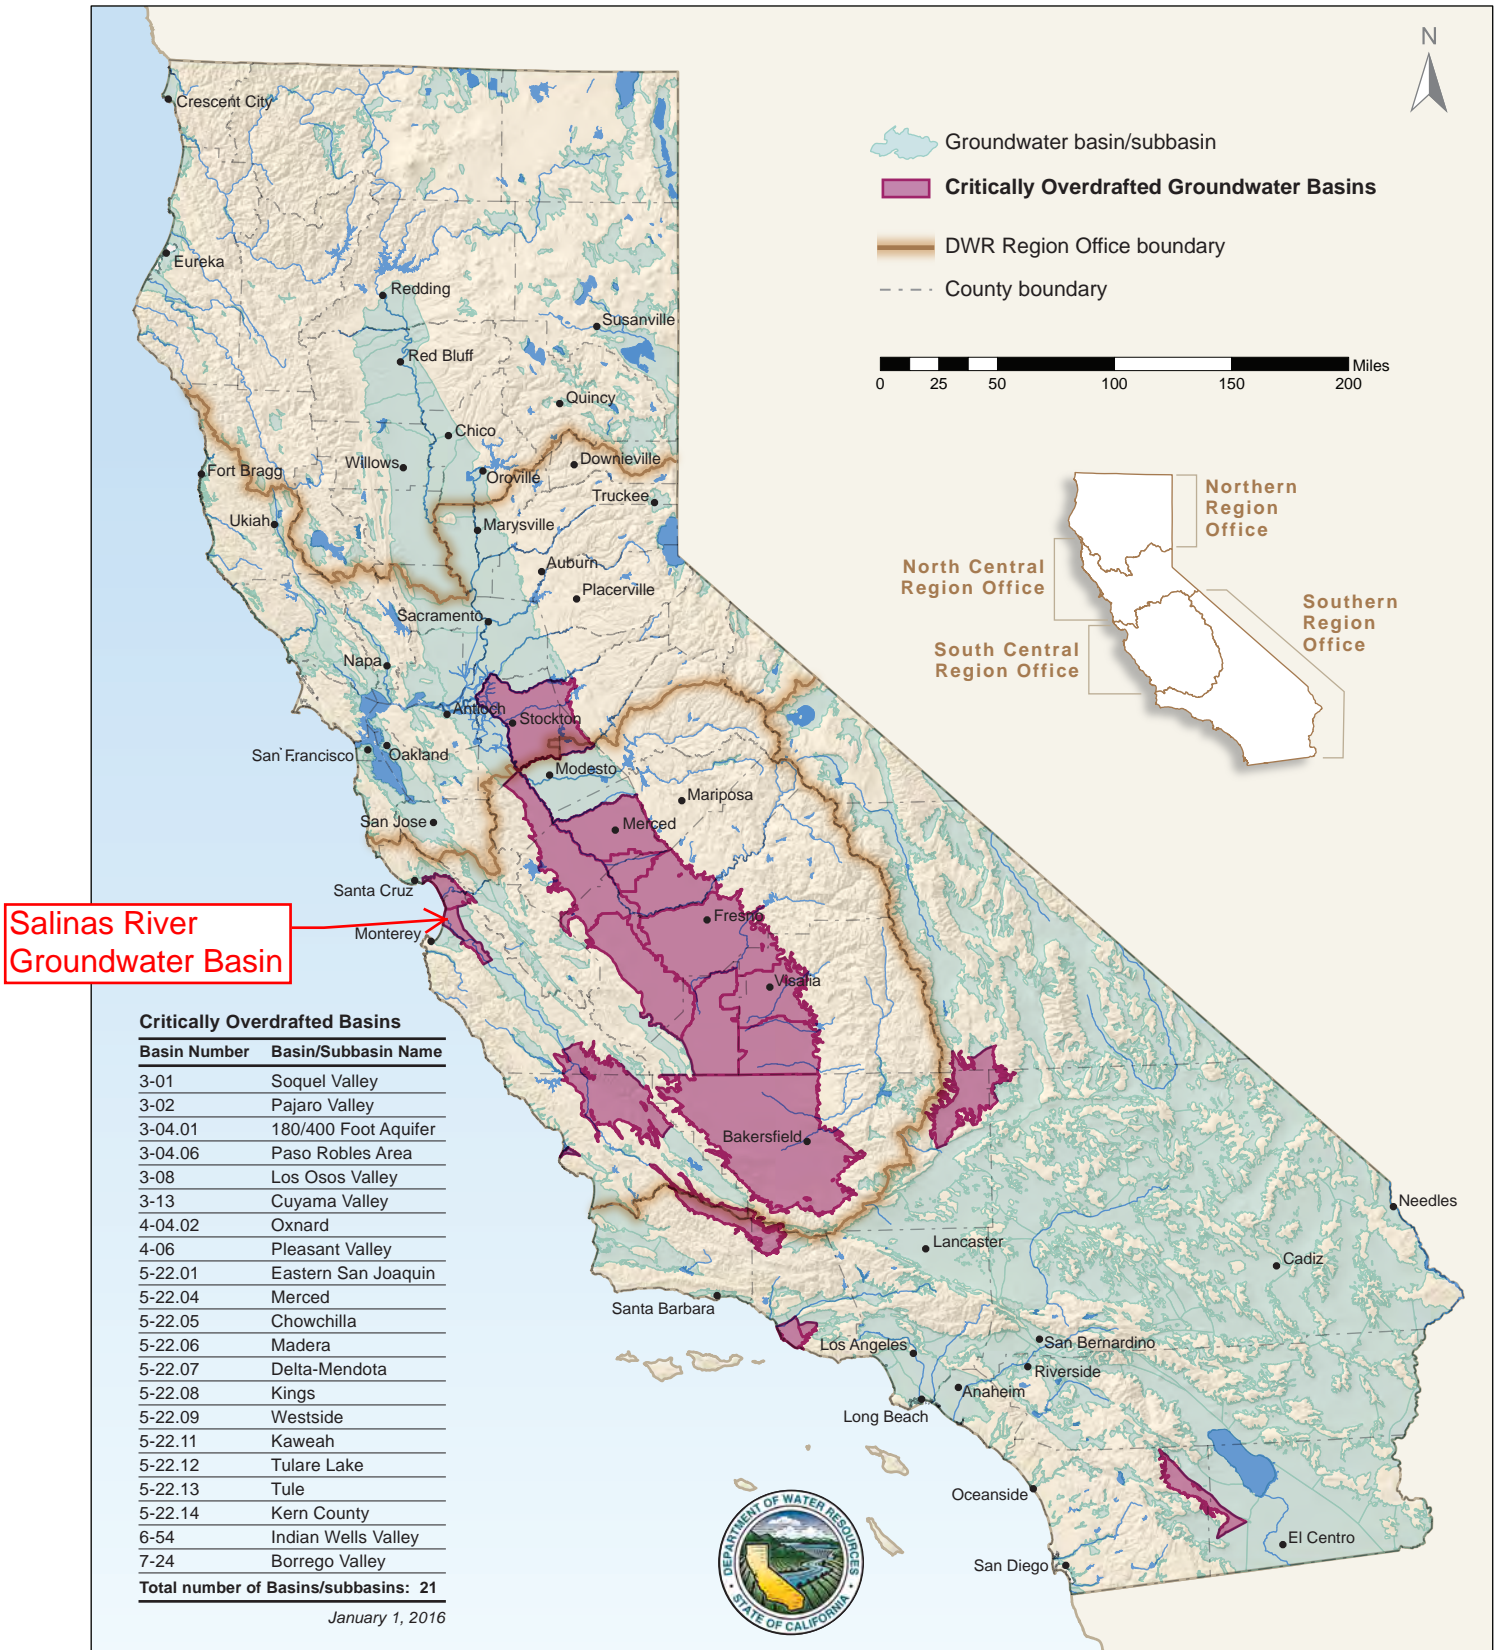 N
Groundwater basin/subbasin
Critically Overdrafted Groundwater Basins
DWR Region Office boundary
County boundary
Miles
0 25 50 100 150 200
Northern
Region
Office
North Central
Region Office
South Central
Region Office
Southern
Region
Office
Crescent City
Eureka
Redding
Susanville
Red Bluff
Quincy
Chico
Willows
Oroville
Downieville
Fort Bragg
Truckee
Ukiah
Marysville
Auburn
Placerville
Sacramento
Napa
Antioch
Stockton
San Francisco
Oakland
Modesto
Mariposa
San Jose
Merced
Santa Cruz
Fresno
Monterey
Visalia
Bakersfield
Needles
Lancaster
Cadiz
Santa Barbara
Los Angeles
San Bernardino
Riverside
Anaheim
Long Beach
Oceanside
El Centro
San Diego
Salinas River
Groundwater Basin
Critically Overdrafted Basins
Basin Number Basin/Subbasin Name
3-01 Soquel Valley
3-02 Pajaro Valley
3-04.01 180/400 Foot Aquifer
3-04.06 Paso Robles Area
3-08 Los Osos Valley
3-13 Cuyama Valley
4-04.02 Oxnard
4-06 Pleasant Valley
5-22.01 Eastern San Joaquin
5-22.04 Merced
5-22.05 Chowchilla
5-22.06 Madera
5-22.07 Delta-Mendota
5-22.08 Kings
5-22.09 Westside
5-22.11 Kaweah
5-22.12 Tulare Lake
5-22.13 Tule
5-22.14 Kern County
6-54 Indian Wells Valley
7-24 Borrego Valley
Total number of Basins/subbasins: 21
January 1, 2016
DEPARTMENT OF WATER RESOURCES
STATE OF CALIFORNIA